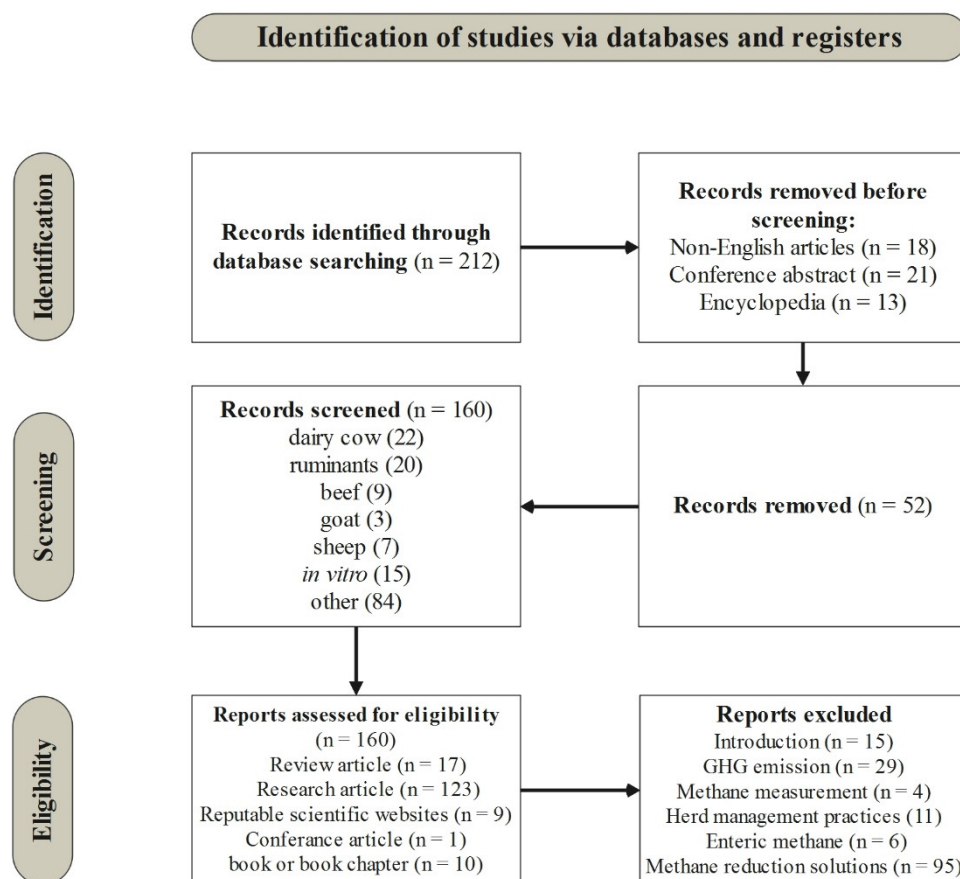 Identification of studies via databases and registers
Identification
Records identified through
database searching (n = 212)
Records removed before
screening:
Non-English articles (n = 18)
Conference abstract (n = 21)
Encyclopedia (n = 13)
Screening
Records screened (n = 160)
dairy cow (22)
ruminants (20)
beef (9)
goat (3)
sheep (7)
in vitro (15)
other (84)
Records removed (n = 52)
Eligibility
Reports assessed for eligibility
(n = 160)
Review article (n = 17)
Research article (n = 123)
Reputable scientific websites (n = 9)
Conferance article (n = 1)
book or book chapter (n = 10)
Reports excluded
Introduction (n = 15)
GHG emission (n = 29)
Methane measurement (n = 4)
Herd management practices (11)
Enteric methane (n = 6)
Methane reduction solutions (n = 95)